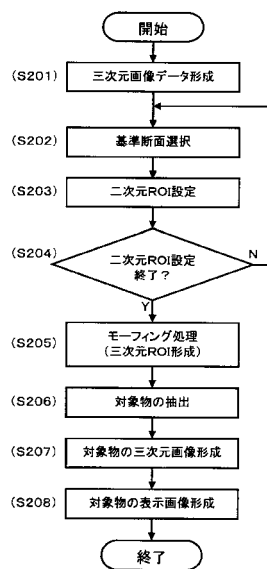 開始
(S201) 三次元画像データ形成
(S202) 基準断面選択
(S203) 二次元ROI設定
(S204) 二次元ROI設定
終了?
N
Y
(S205) モーフィング処理
(三次元ROI形成)
(S206) 対象物の抽出
(S207) 対象物の三次元画像形成
(S208) 対象物の表示画像形成
終了